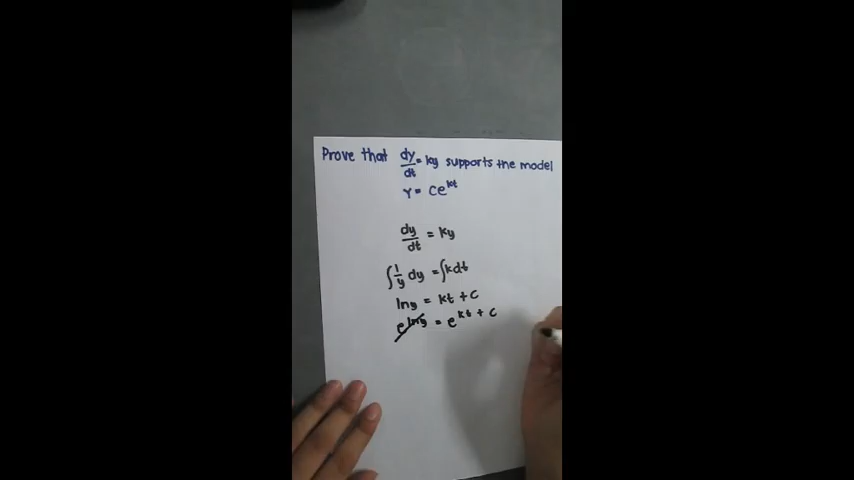 Prove that dy/dt = ky supports the model
Y = ce^kt
dy/dt = ky
∫ 1/y dy = ∫ k dt
lny = kt + c
e^lny = e^kt + c